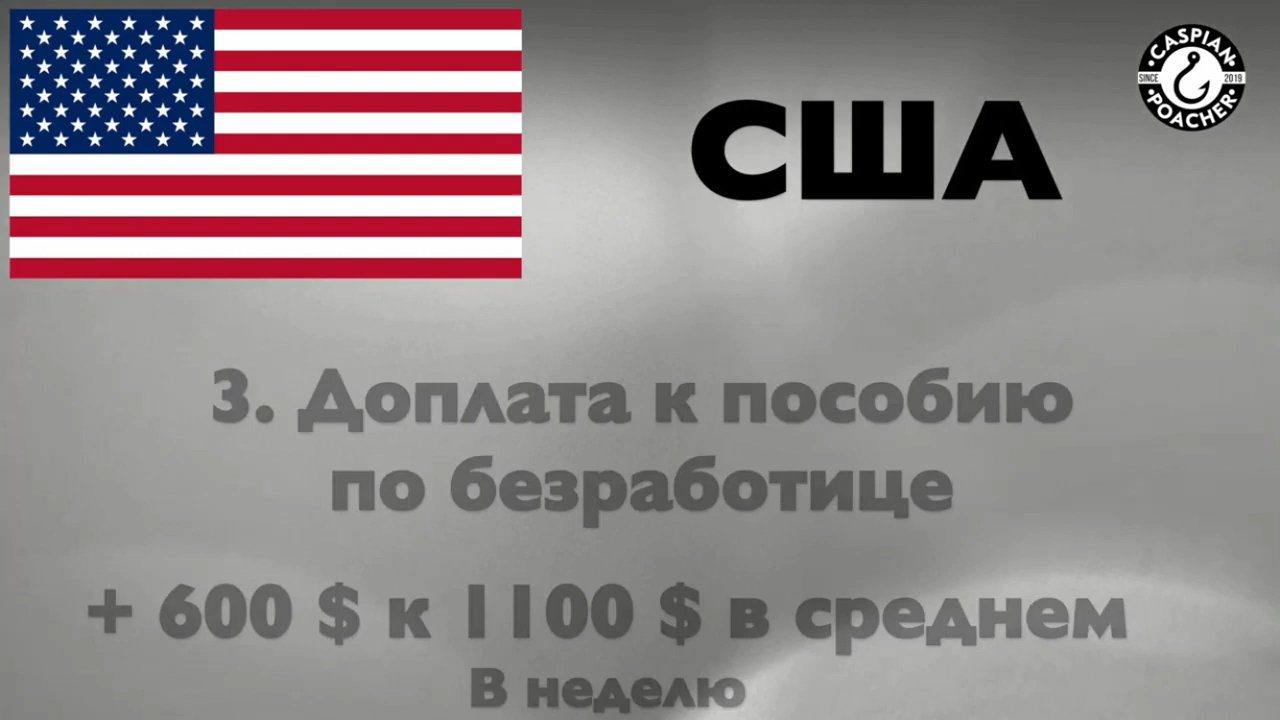 США
CASPIAN
SINCE 2019
POACHER
3. Доплата к пособию
по безработице
+ 600 $ к 1100 $ в среднем
В неделю